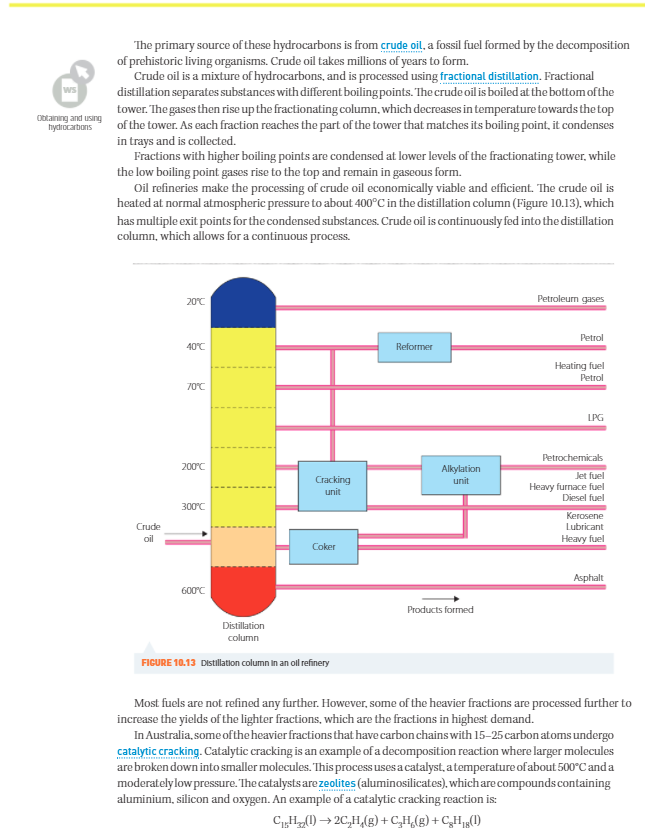 The primary source of these hydrocarbons is from crude oil, a fossil fuel formed by the decomposition
of prehistoric living organisms. Crude oil takes millions of years to form.
Crude oil is a mixture of hydrocarbons, and is processed using fractional distillation. Fractional
distillation separates substances with different boiling points. The crude oil is boiled at the bottom of the
tower. The gases then rise up the fractionating column, which decreases in temperature towards the top
of the tower. As each fraction reaches the part of the tower that matches its boiling point, it condenses
in trays and is collected.
Fractions with higher boiling points are condensed at lower levels of the fractionating tower, while
the low boiling point gases rise to the top and remain in gaseous form.
Oil refineries make the processing of crude oil economically viable and efficient. The crude oil is
heated at normal atmospheric pressure to about 400°C in the distillation column (Figure 10.13), which
has multiple exit points for the condensed substances. Crude oil is continuously fed into the distillation
column, which allows for a continuous process.
WS
Obtaining and using
hydrocarbons
20°C
Petroleum gases
40°C
Reformer
Petrol
Heating fuel
Petrol
70°C
LPG
200°C
Cracking
unit
Alkylation
unit
Petrochemicals
Jet fuel
Heavy furnace fuel
Diesel fuel
300°C
Kerosene
Lubricant
Heavy fuel
Crude
oil
Coker
Asphalt
600°C
Products formed
Distillation
column
FIGURE 10.13 Distillation column in an oil refinery
Most fuels are not refined any further. However, some of the heavier fractions are processed further to
increase the yields of the lighter fractions, which are the fractions in highest demand.
In Australia, some of the heavier fractions that have carbon chains with 15–25 carbon atoms undergo
catalytic cracking. Catalytic cracking is an example of a decomposition reaction where larger molecules
are broken down into smaller molecules. This process uses a catalyst, a temperature of about 500°C and a
moderately low pressure. The catalysts are zeolites (aluminosilicates), which are compounds containing
aluminium, silicon and oxygen. An example of a catalytic cracking reaction is:
C₁₅H₃₂(l) → 2C₂H₄(g) + C₃H₆(g) + C₈H₁₈(l)